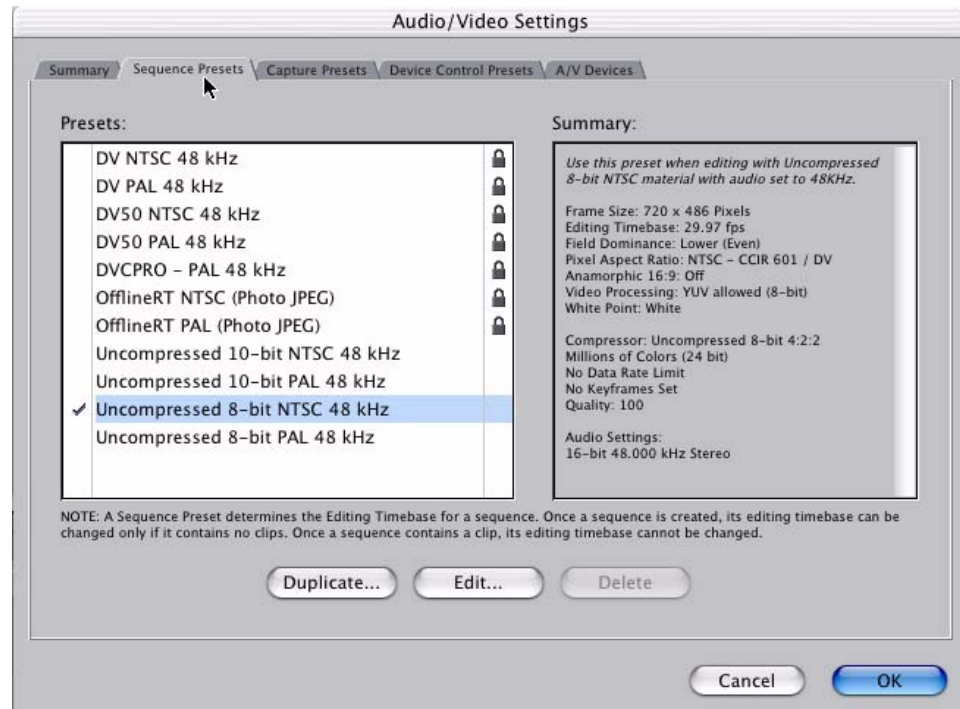 Audio/Video Settings
Summary
Sequence Presets
Capture Presets
Device Control Presets
A/V Devices
Presets:
DV NTSC 48 kHz
DV PAL 48 kHz
DV50 NTSC 48 kHz
DV50 PAL 48 kHz
DVCPRO – PAL 48 kHz
OfflineRT NTSC (Photo JPEG)
OfflineRT PAL (Photo JPEG)
Uncompressed 10-bit NTSC 48 kHz
Uncompressed 10-bit PAL 48 kHz
Uncompressed 8-bit NTSC 48 kHz
Uncompressed 8-bit PAL 48 kHz
Summary:
Use this preset when editing with Uncompressed
8-bit NTSC material with audio set to 48KHz.
Frame Size: 720 x 486 Pixels
Editing Timebase: 29.97 fps
Field Dominance: Lower (Even)
Pixel Aspect Ratio: NTSC – CCIR 601 / DV
Anamorphic 16:9: Off
Video Processing: YUV allowed (8-bit)
White Point: White
Compressor: Uncompressed 8-bit 4:2:2
Millions of Colors (24 bit)
No Data Rate Limit
No Keyframes Set
Quality: 100
Audio Settings:
16-bit 48.000 kHz Stereo
NOTE: A Sequence Preset determines the Editing Timebase for a sequence. Once a sequence is created, its editing timebase can be
changed only if it contains no clips. Once a sequence contains a clip, its editing timebase cannot be changed.
Duplicate...
Edit...
Delete
Cancel
OK